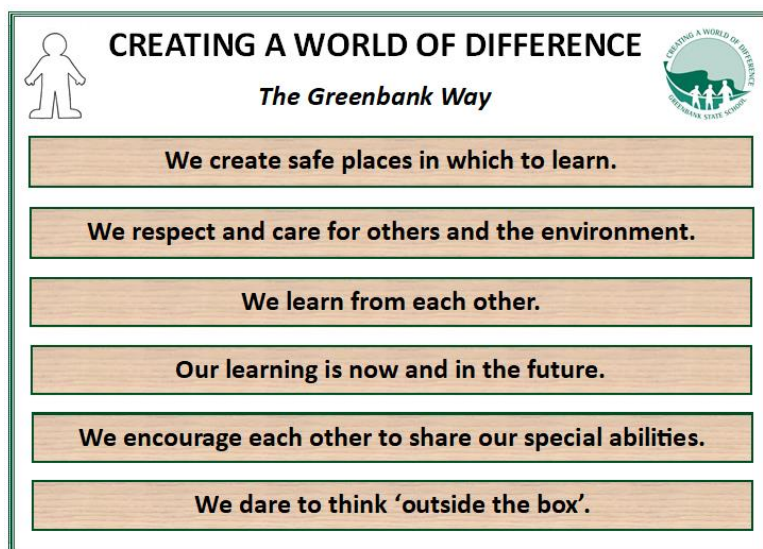 CREATING A WORLD OF DIFFERENCE
The Greenbank Way
CREATING A WORLD OF DIFFERENCE
GREENBANK STATE SCHOOL
We create safe places in which to learn.
We respect and care for others and the environment.
We learn from each other.
Our learning is now and in the future.
We encourage each other to share our special abilities.
We dare to think ‘outside the box’.